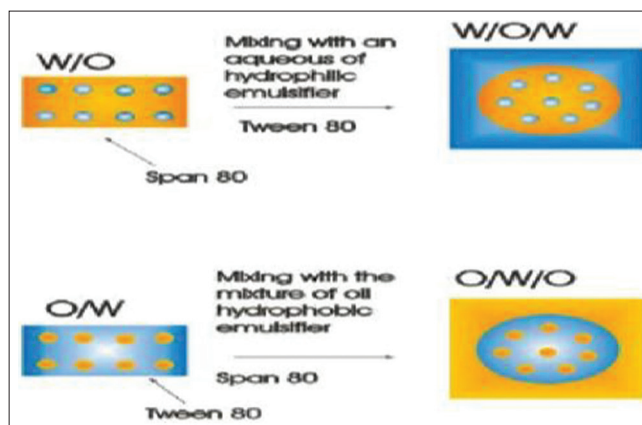 W/O
Mixing with an
aqueous of
hydrophilic
emulsifier
Tween 80
W/O/W
Span 80
O/W
Mixing with the
mixture of oil
hydrophobic
emulsifier
Span 80
O/W/O
Tween 80